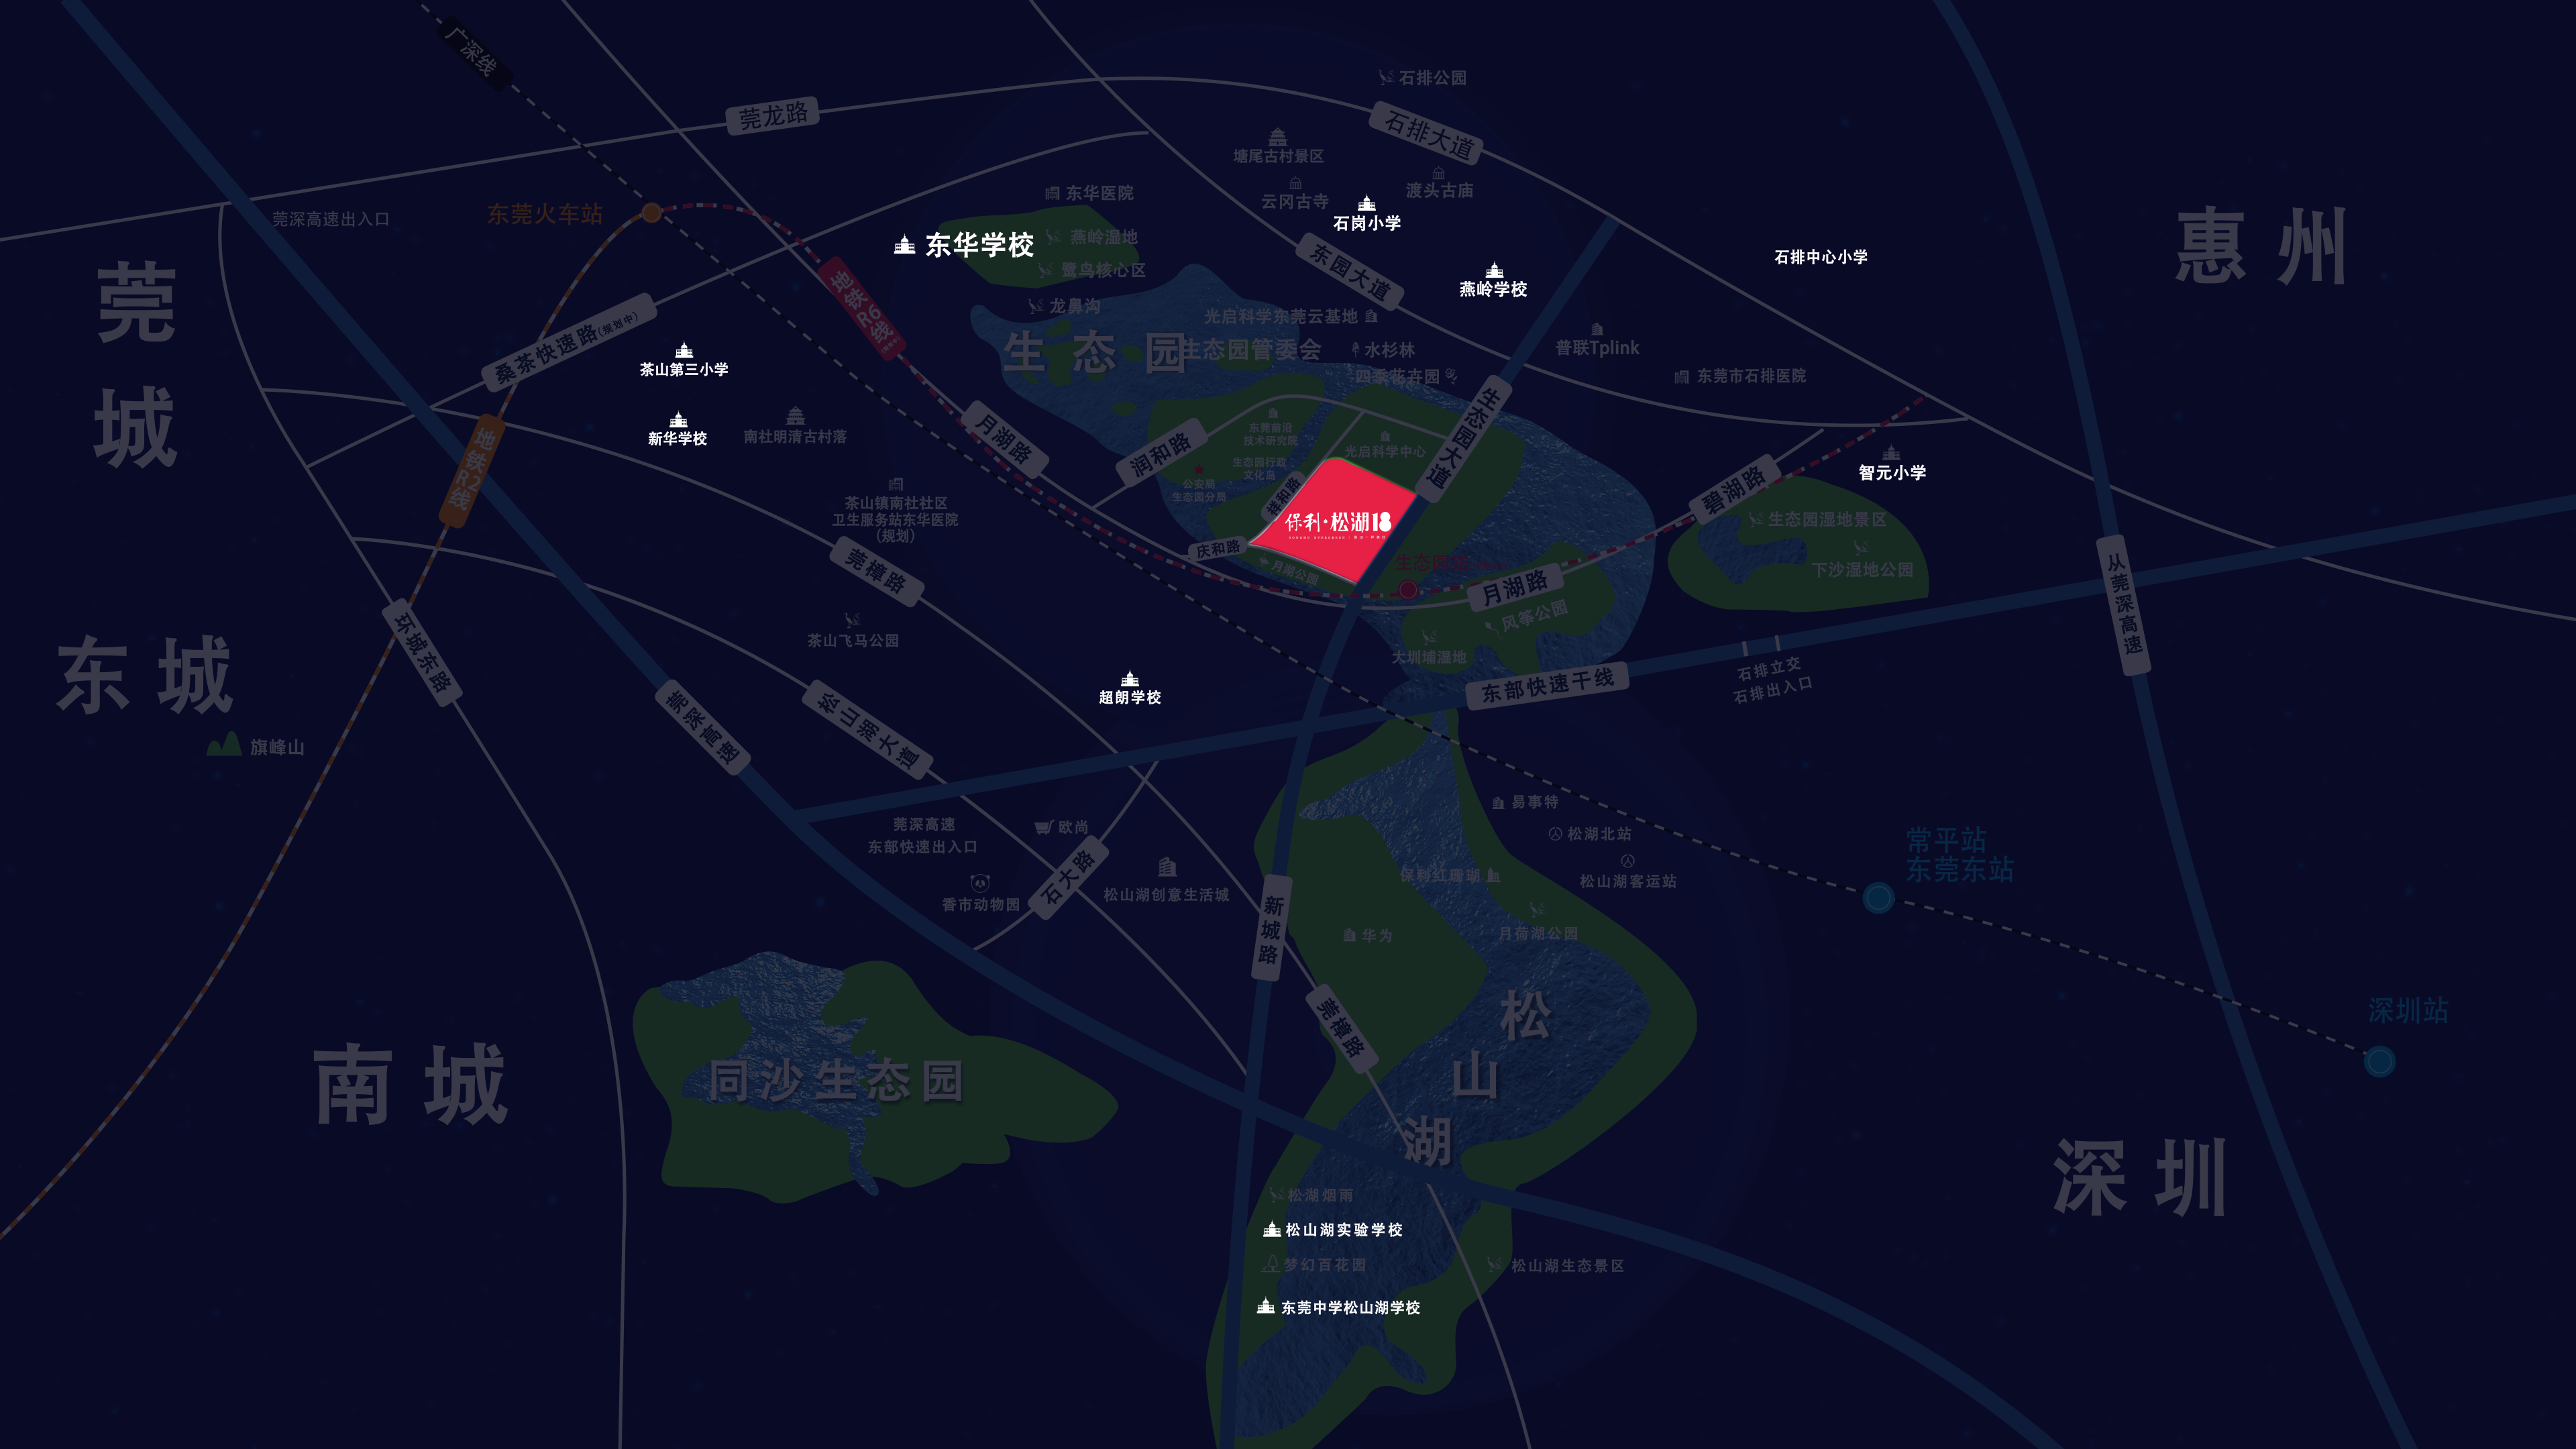 广深线
石排公园
莞龙路
石排大道
塘尾古村景区
渡头古庙
东华医院
云冈古寺
石岗小学
莞深高速出入口
东莞火车站
东华学校
燕岭湿地
东园大道
石排中心小学
惠州
莞城
鹭鸟核心区
燕岭学校
地铁R6线
龙鼻沟
光启科学东莞云基地
桑茶快速路(规划中)
生态园
生态园管委会
水杉林
普联Tplink
茶山第三小学
四季花卉园
东莞市石排医院
生态园大道
新华学校
南社明清古村落
月湖路
润和路
东莞前沿
技术研究院
光启科学中心
地铁R2线
生态园行政
文化岛
公安局
生态园分局
祥和路
碧湖路
智元小学
茶山镇南社社区
卫生服务站东华医院
(规划)
保利·松湖18
生态园湿地景区
庆和路
月湖公园
月湖路
下沙湿地公园
莞樟路
从莞深高速
风筝公园
茶山飞马公园
环城东路
大圳埔湿地
东城
石排立交
石排出入口
超朗学校
东部快速干线
旗峰山
莞深高速
松山湖大道
易事特
莞深高速
东部快速出入口
欧尚
松湖北站
常平站
东莞东站
石大路
保利红珊瑚
松山湖客运站
香市动物园
松山湖创意生活城
新城路
华为
月荷湖公园
松山湖
莞樟路
深圳站
南城
同沙生态园
深圳
松湖烟雨
松山湖实验学校
梦幻百花园
松山湖生态景区
东莞中学松山湖学校